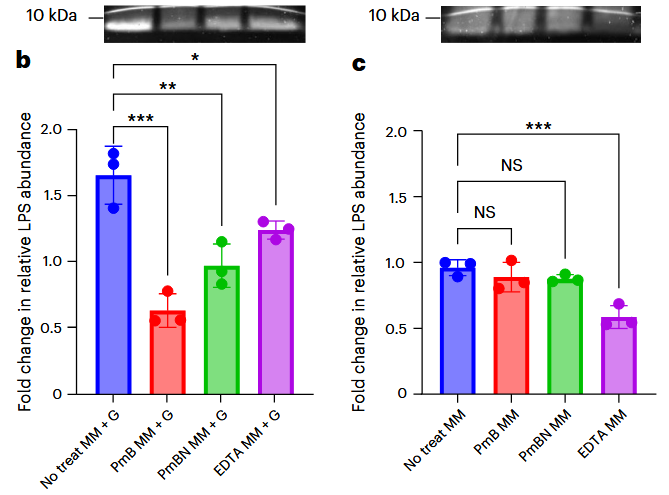 10 kDa
10 kDa
b
c
*
**
***
***
NS
NS
Fold change in relative LPS abundance
2.0
1.5
1.0
0.5
0
No treat MM + G
PmB MM + G
PmBN MM + G
EDTA MM + G
Fold change in relative LPS abundance
2.0
1.5
1.0
0.5
0
No treat MM
PmB MM
PmBN MM
EDTA MM